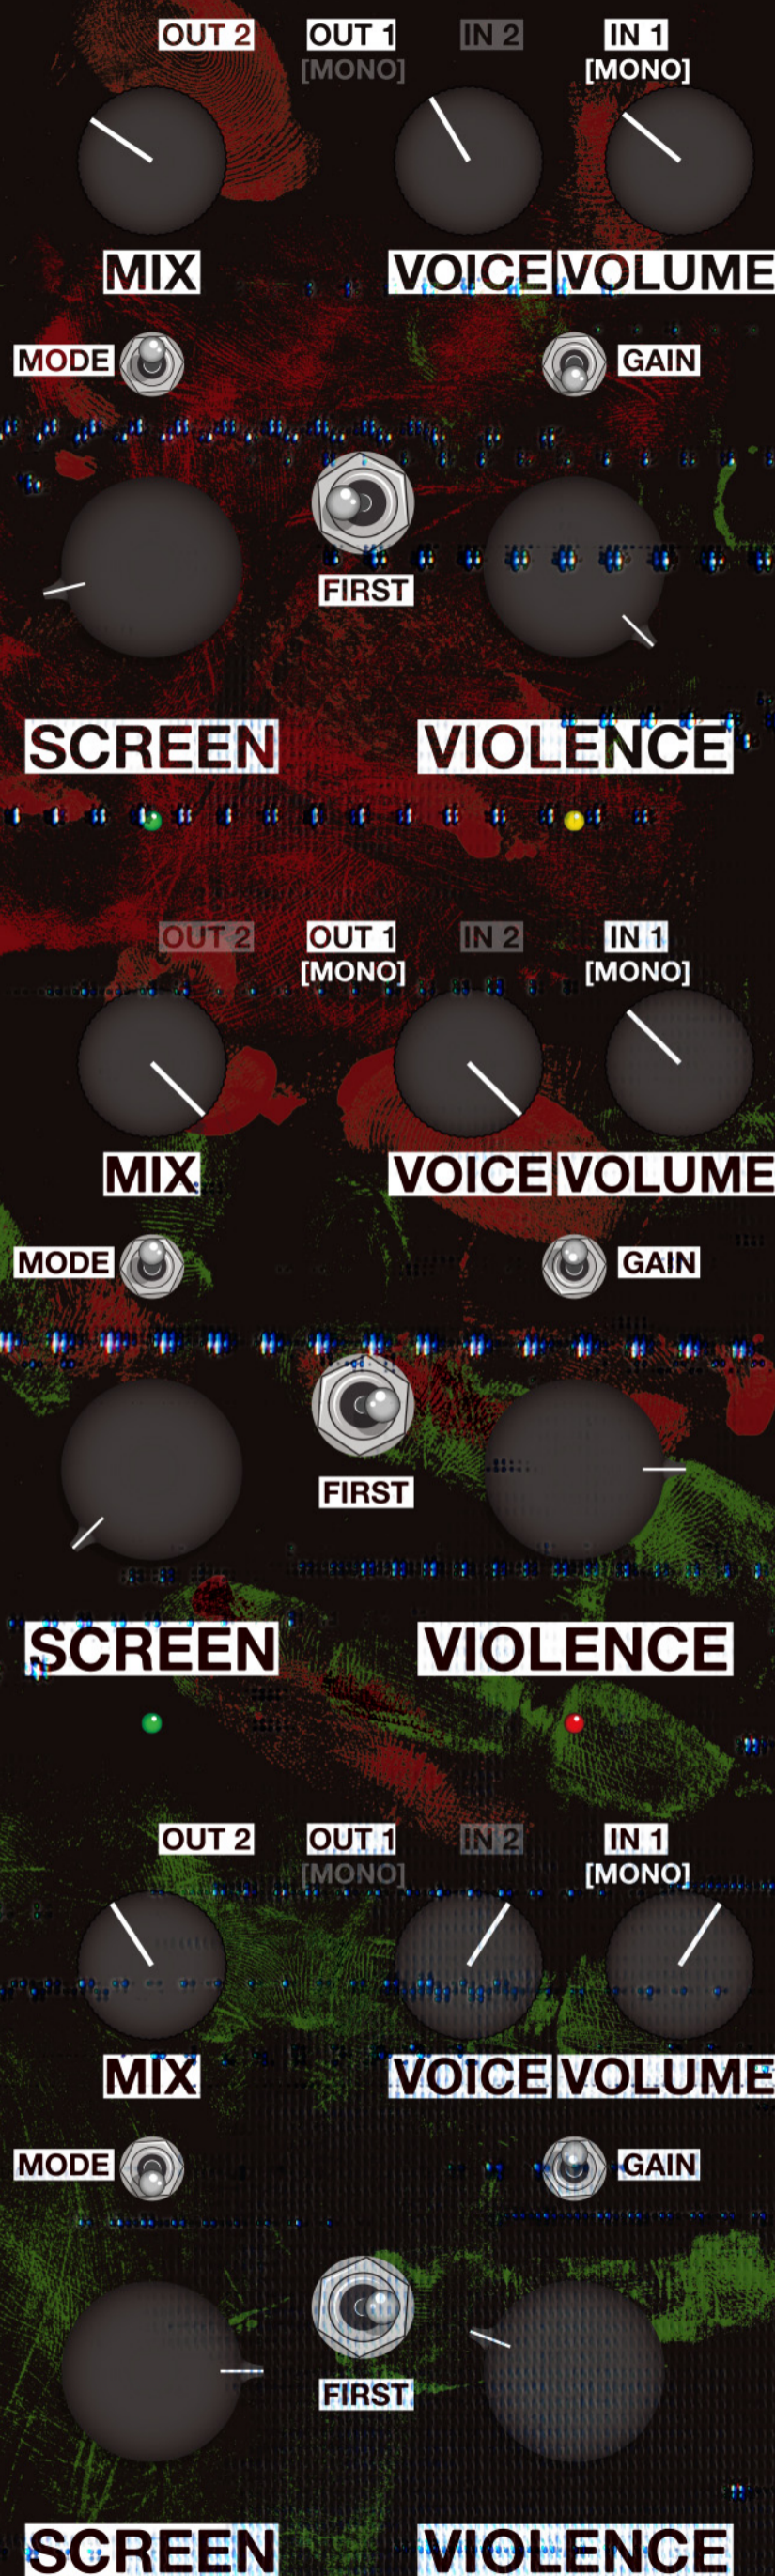 OUT 2 OUT 1 IN 2 IN 1
[MONO] [MONO]
MIX VOICE VOLUME
MODE GAIN
FIRST
SCREEN VIOLENCE
OUT 2 OUT 1 IN 2 IN 1
[MONO] [MONO]
MIX VOICE VOLUME
MODE GAIN
FIRST
SCREEN VIOLENCE
OUT 2 OUT 1 IN 2 IN 1
[MONO] [MONO]
MIX VOICE VOLUME
MODE GAIN
FIRST
SCREEN VIOLENCE